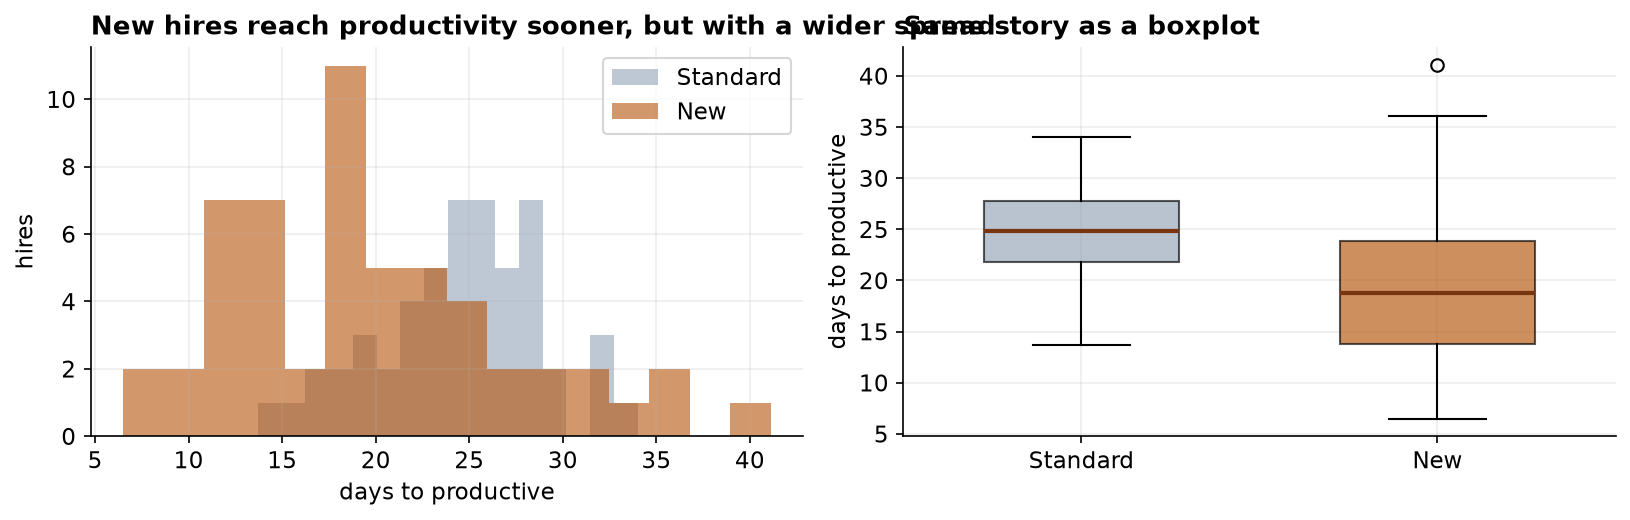 New hires reach productivity sooner, but with a wider spread
Same story as a boxplot
Standard
New
hires
10
8
6
4
2
0
5 10 15 20 25 30 35 40
days to productive
days to productive
40
35
30
25
20
15
10
5
Standard New